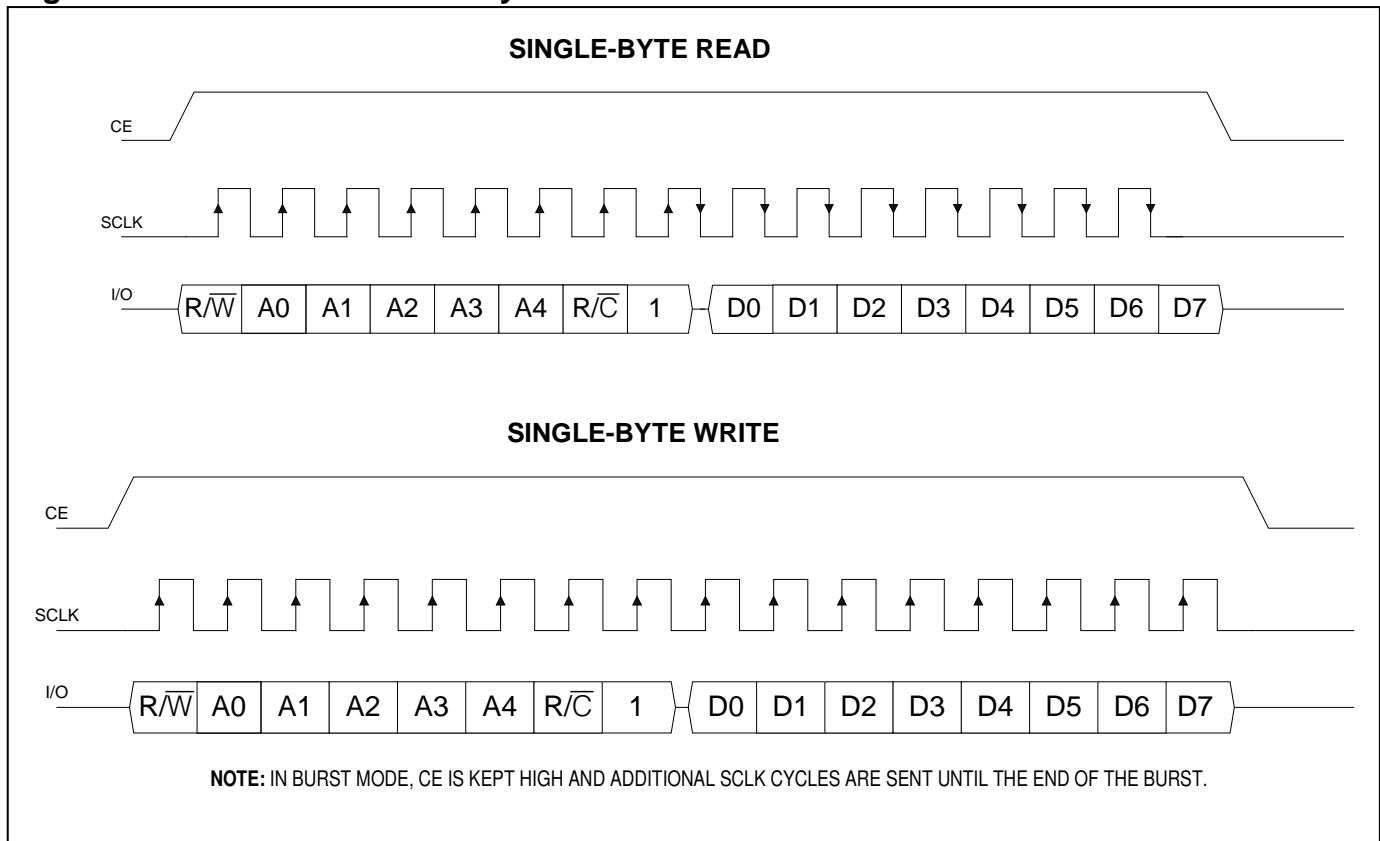 SINGLE-BYTE READ
CE
SCLK
I/O R/W̅ A0 A1 A2 A3 A4 R/C̅ 1 D0 D1 D2 D3 D4 D5 D6 D7
SINGLE-BYTE WRITE
CE
SCLK
I/O R/W̅ A0 A1 A2 A3 A4 R/C̅ 1 D0 D1 D2 D3 D4 D5 D6 D7
NOTE: IN BURST MODE, CE IS KEPT HIGH AND ADDITIONAL SCLK CYCLES ARE SENT UNTIL THE END OF THE BURST.